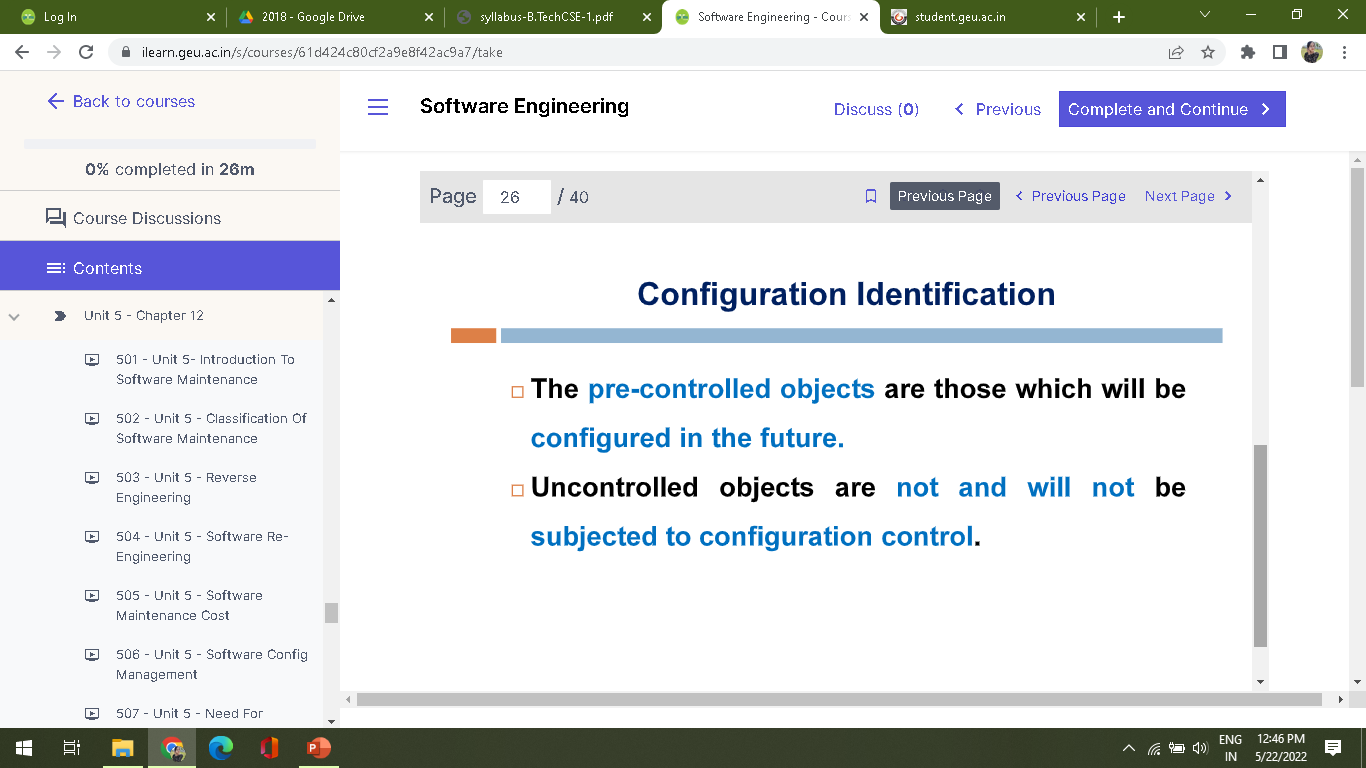 Log In
2018 - Google Drive
syllabus-B.TechCSE-1.pdf
Software Engineering - Cour
student.geu.ac.in
ilearn.geu.ac.in/s/courses/61d424c80cf2a9e8f42ac9a7/take
Back to courses
0% completed in 26m
Course Discussions
Contents
Unit 5 - Chapter 12
501 - Unit 5- Introduction To
Software Maintenance
502 - Unit 5 - Classification Of
Software Maintenance
503 - Unit 5 - Reverse
Engineering
504 - Unit 5 - Software Re-
Engineering
505 - Unit 5 - Software
Maintenance Cost
506 - Unit 5 - Software Config
Management
507 - Unit 5 - Need For
Software Engineering
Discuss (0)
Previous
Complete and Continue
Page 26 / 40
Previous Page
Previous Page
Next Page
Configuration Identification
The pre-controlled objects are those which will be
configured in the future.
Uncontrolled objects are not and will not be
subjected to configuration control.
ENG
IN
12:46 PM
5/22/2022